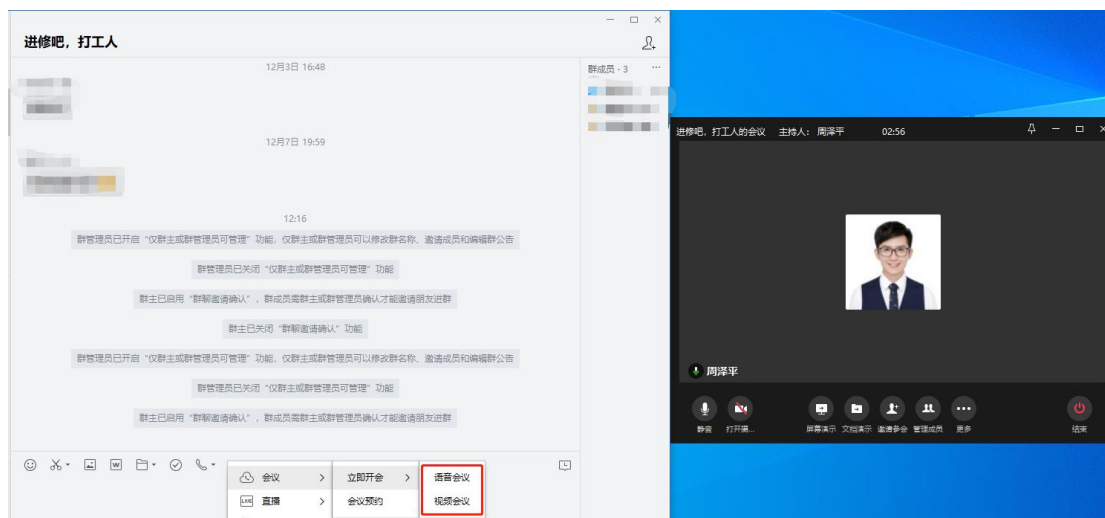 进修吧，打工人
12月3日 16:48
群成员 · 3
12月7日 19:59
12:16
群管理员已开启“仅群主或群管理员可管理”功能，仅群主或群管理员可以修改群名称、邀请成员和编辑群公告
群管理员已关闭“仅群主或群管理员可管理”功能
群主已启用“群聊邀请确认”，群成员需群主或群管理员确认才能邀请朋友进群
群主已关闭“群聊邀请确认”功能
群管理员已开启“仅群主或群管理员可管理”功能，仅群主或群管理员可以修改群名称、邀请成员和编辑群公告
群管理员已关闭“仅群主或群管理员可管理”功能
群主已启用“群聊邀请确认”，群成员需群主或群管理员确认才能邀请朋友进群
会议
立即开会
语音会议
LIVE 直播
会议预约
视频会议
进修吧，打工人的会议 主持人：周泽平 02:56
周泽平
静音 打开摄... 屏幕演示 文档演示 邀请参会 管理成员 更多 结束